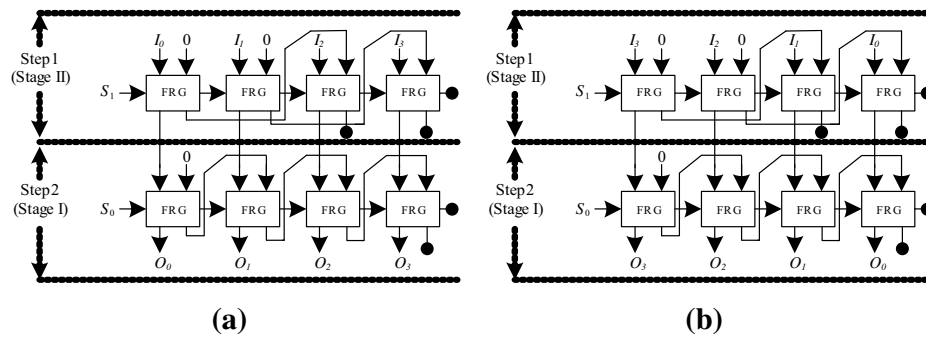 I0 0 I1 0 I2 I3
Step1
(Stage II)
S1 FRG FRG FRG FRG
0
Step2
(Stage I)
S0 FRG FRG FRG FRG
O0 O1 O2 O3
(a)
I3 0 I2 0 I1 I0
Step1
(Stage II)
S1 FRG FRG FRG FRG
0
Step2
(Stage I)
S0 FRG FRG FRG FRG
O3 O2 O1 O0
(b)